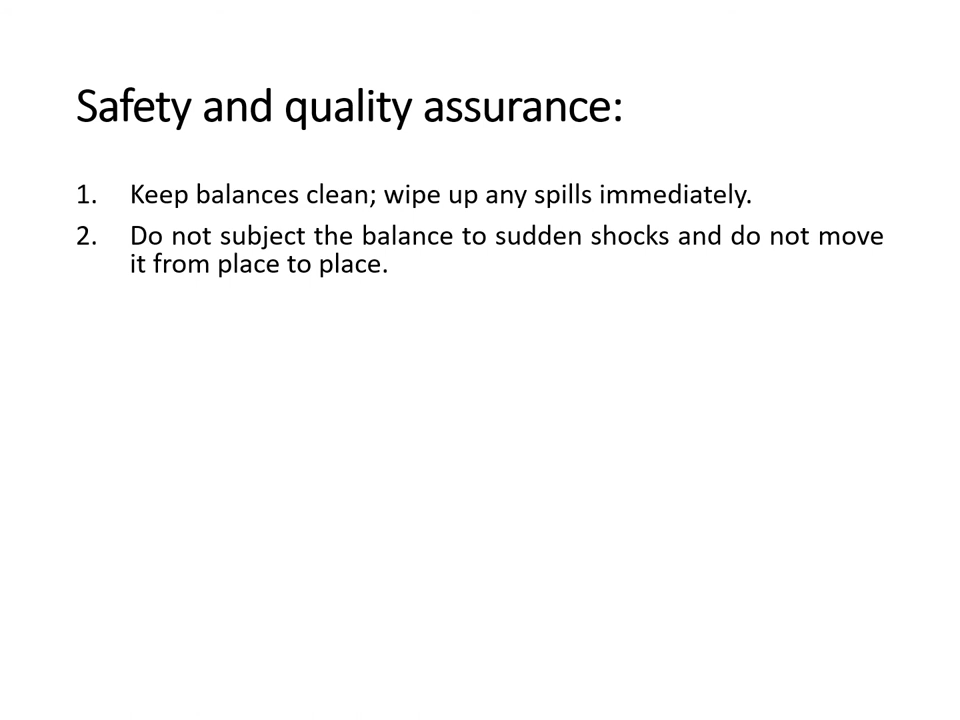 Safety and quality assurance:
1. Keep balances clean; wipe up any spills immediately.
2. Do not subject the balance to sudden shocks and do not move
it from place to place.